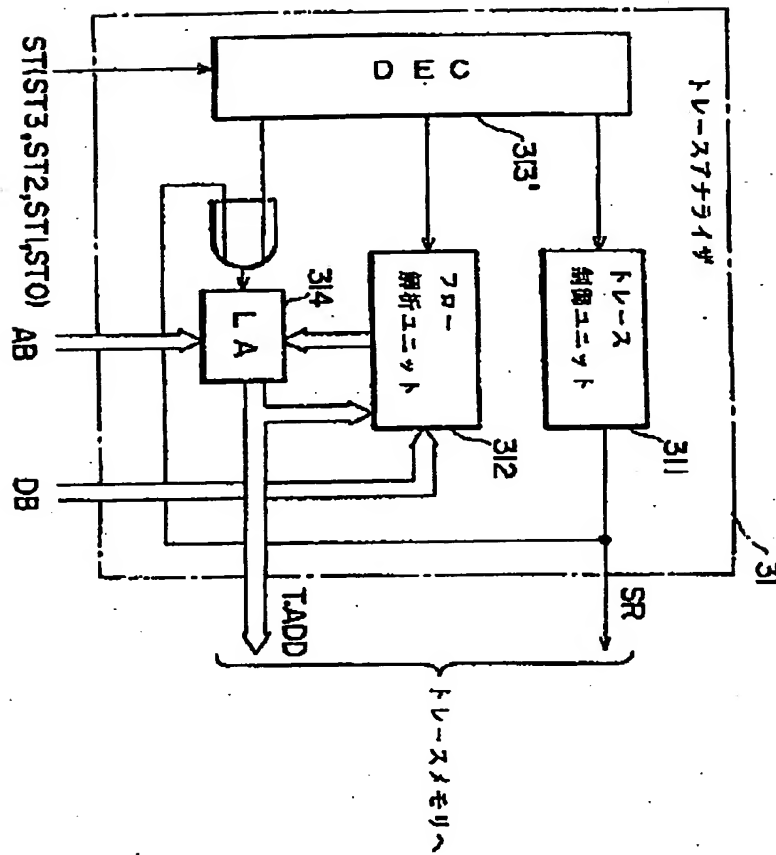 31
トレースアナライザ
DEC
313'
ST(ST3,ST2,ST1,ST0)
トレース
制御ユニット
311
フロー
解析ユニット
312
LA
314
AB
DB
SR
T.ADD
トレースメモリへ